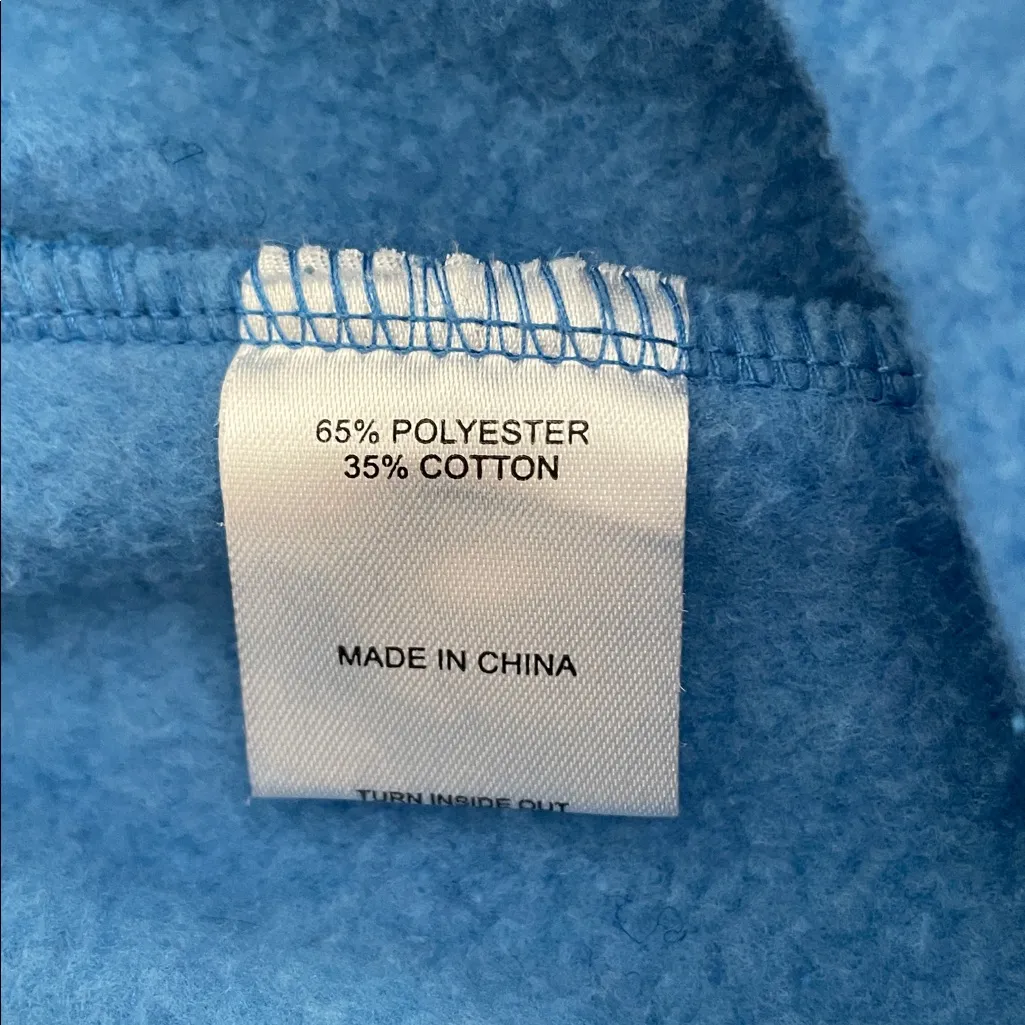 65% POLYESTER
35% COTTON
MADE IN CHINA
TURN INSIDE OUT